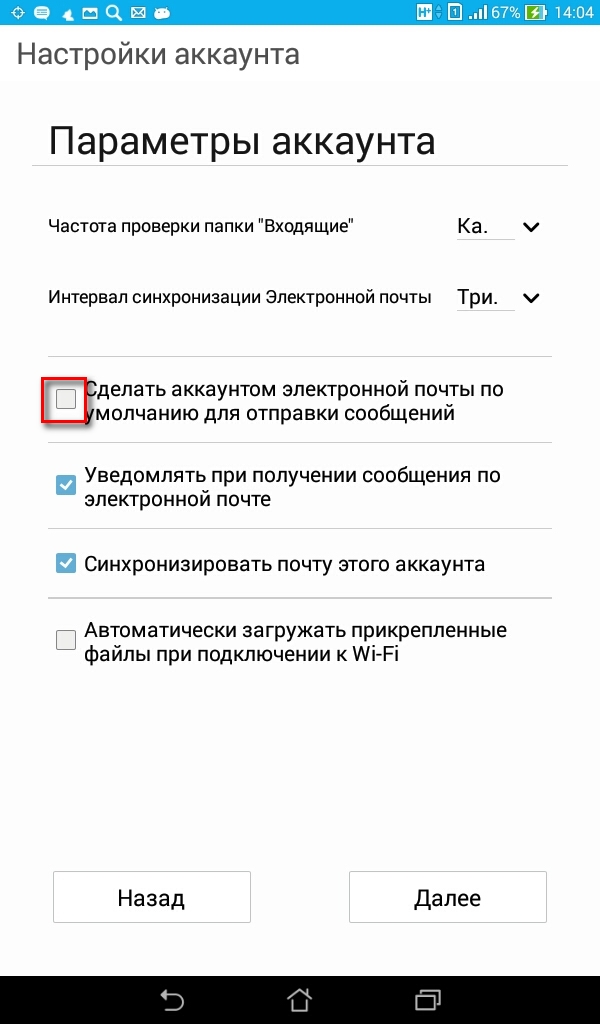 67% 14:04
Настройки аккаунта
Параметры аккаунта
Частота проверки папки "Входящие" Ка.
Интервал синхронизации Электронной почты Три.
Сделать аккаунтом электронной почты по
умолчанию для отправки сообщений
Уведомлять при получении сообщения по
электронной почте
Синхронизировать почту этого аккаунта
Автоматически загружать прикрепленные
файлы при подключении к Wi-Fi
Назад Далее